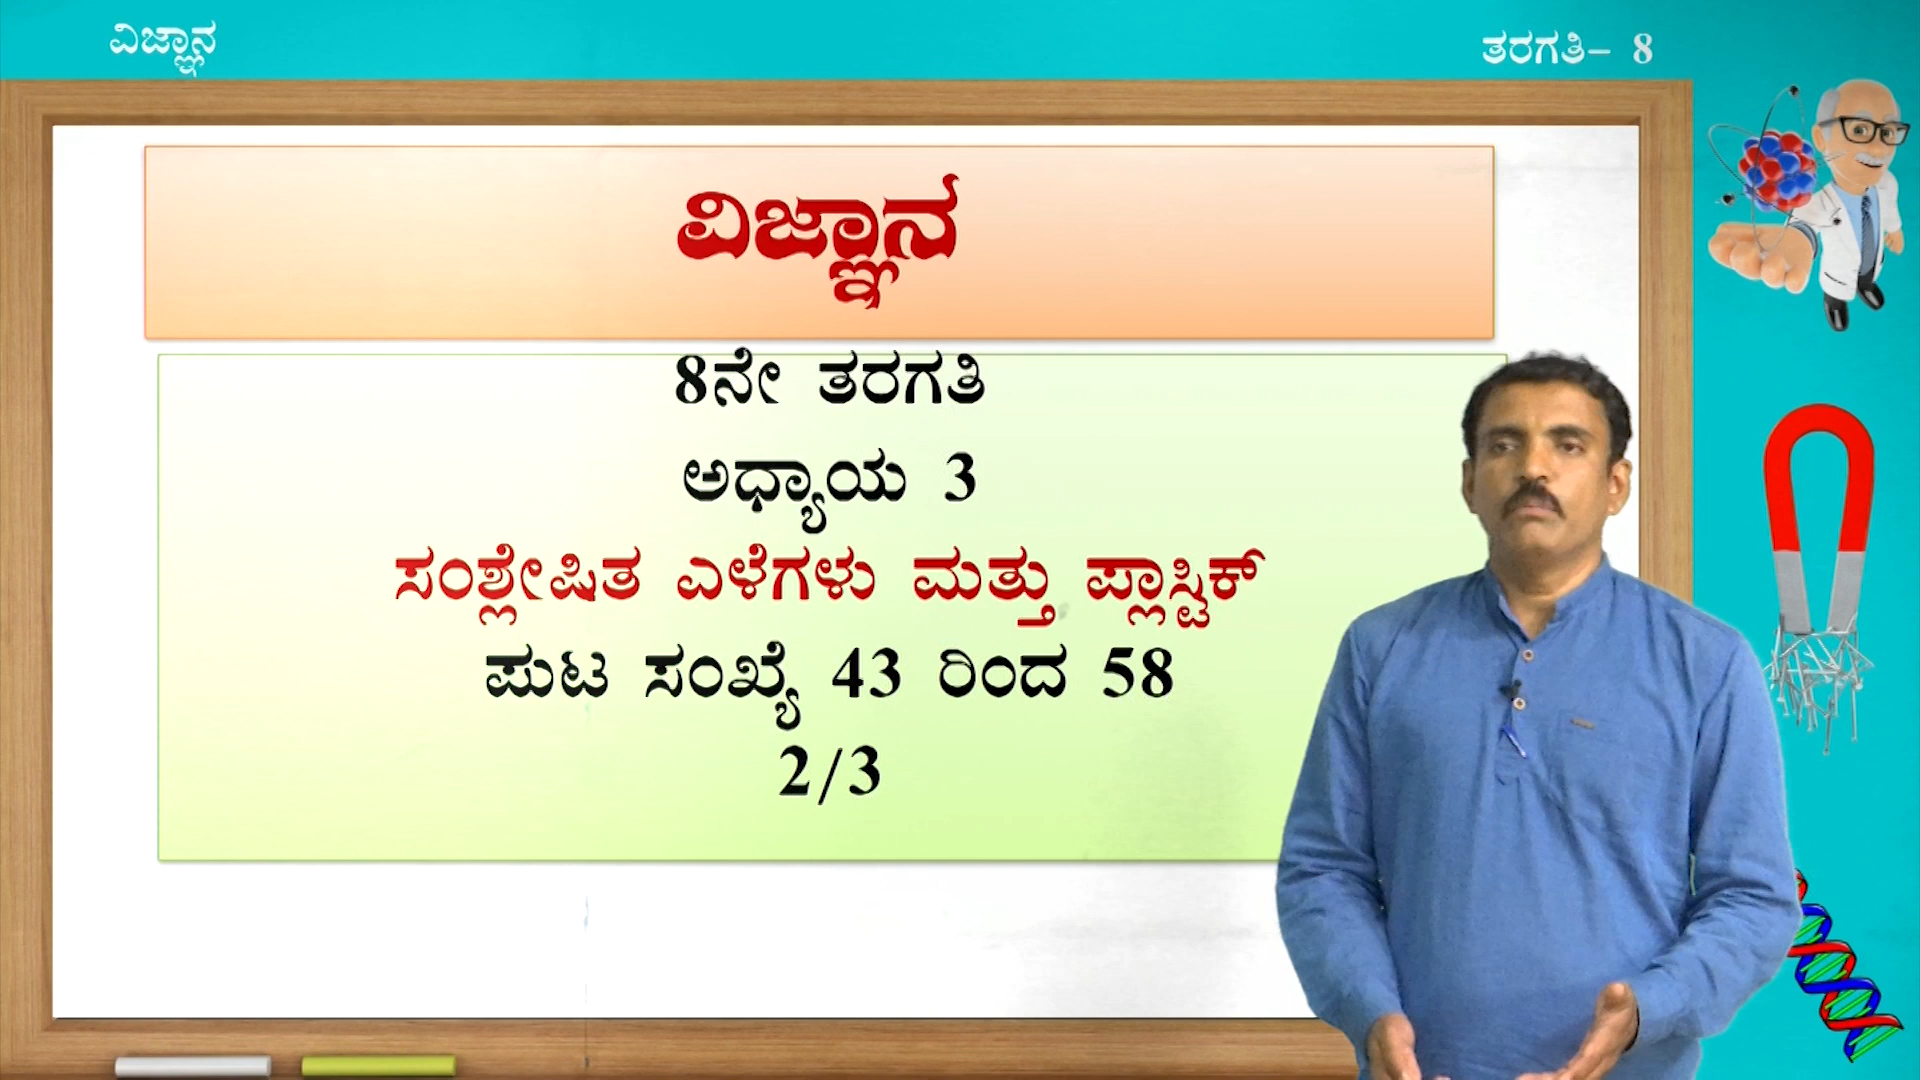 ವಿಜ್ಞಾನ
ತರಗತಿ– 8
ವಿಜ್ಞಾನ
8ನೇ ತರಗತಿ
ಅಧ್ಯಾಯ 3
ಸಂಶ್ಲೇಷಿತ ಎಳೆಗಳು ಮತ್ತು ಪ್ಲಾಸ್ಟಿಕ್
ಪುಟ ಸಂಖ್ಯೆ 43 ರಿಂದ 58
2/3